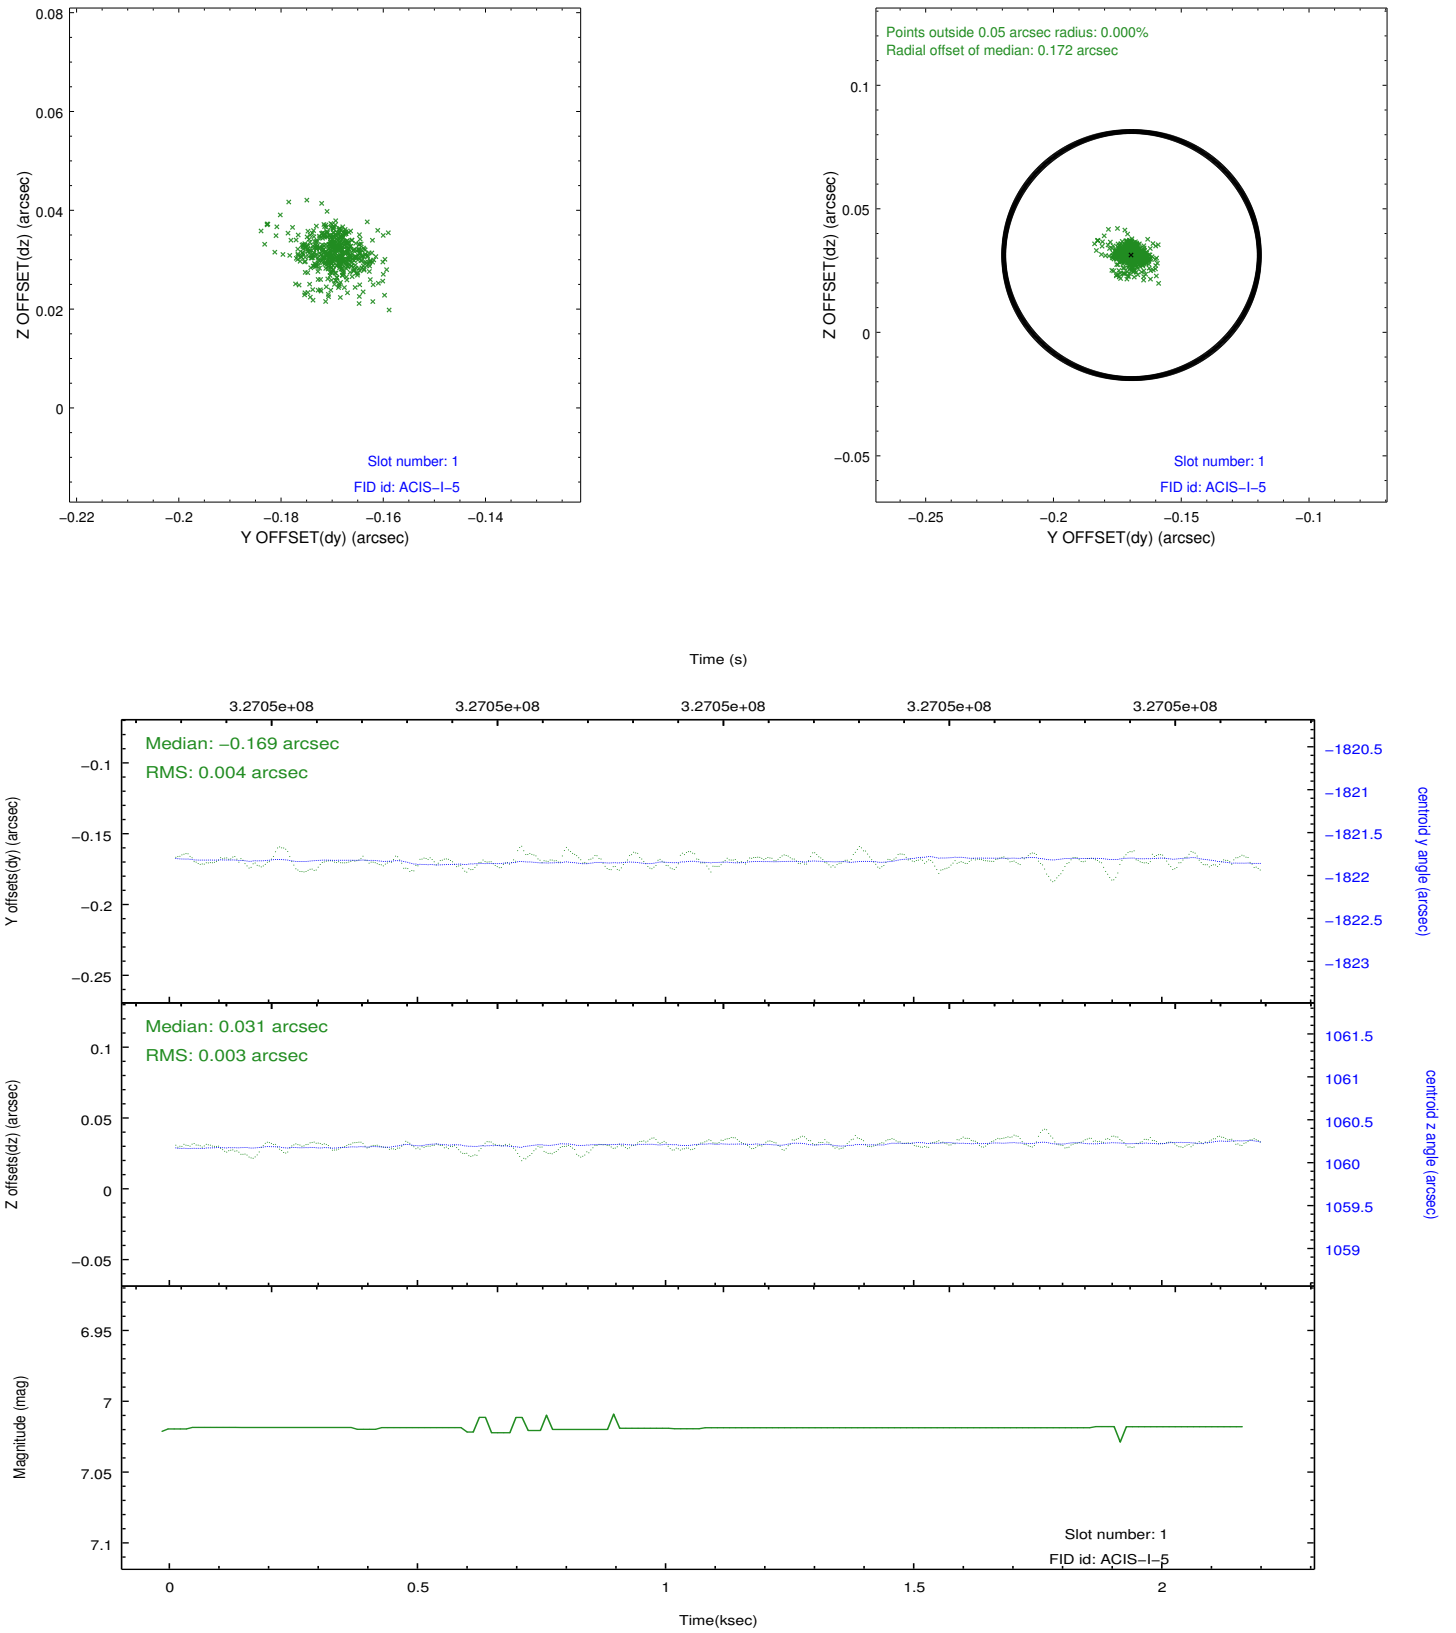 0.08
0.06
0.04
0.02
0
Z OFFSET(dz) (arcsec)
Slot number: 1
FID id: ACIS−I−5
−0.22
−0.2
−0.18
−0.16
−0.14
Y OFFSET(dy) (arcsec)
Points outside 0.05 arcsec radius: 0.000%
Radial offset of median: 0.172 arcsec
0.1
0.05
0
−0.05
Z OFFSET(dz) (arcsec)
Slot number: 1
FID id: ACIS−I−5
−0.25
−0.2
−0.15
−0.1
Y OFFSET(dy) (arcsec)
Time (s)
3.2705e+08
3.2705e+08
3.2705e+08
3.2705e+08
3.2705e+08
Median: −0.169 arcsec
RMS: 0.004 arcsec
−0.1
−0.15
−0.2
−0.25
Y offsets(dy) (arcsec)
−1820.5
−1821
−1821.5
−1822
−1822.5
−1823
centroid y angle (arcsec)
Median: 0.031 arcsec
RMS: 0.003 arcsec
0.1
0.05
0
−0.05
Z offsets(dz) (arcsec)
1061.5
1061
1060.5
1060
1059.5
1059
centroid z angle (arcsec)
6.95
7
7.05
7.1
Magnitude (mag)
Slot number: 1
FID id: ACIS−I−5
0
0.5
1
1.5
2
Time(ksec)